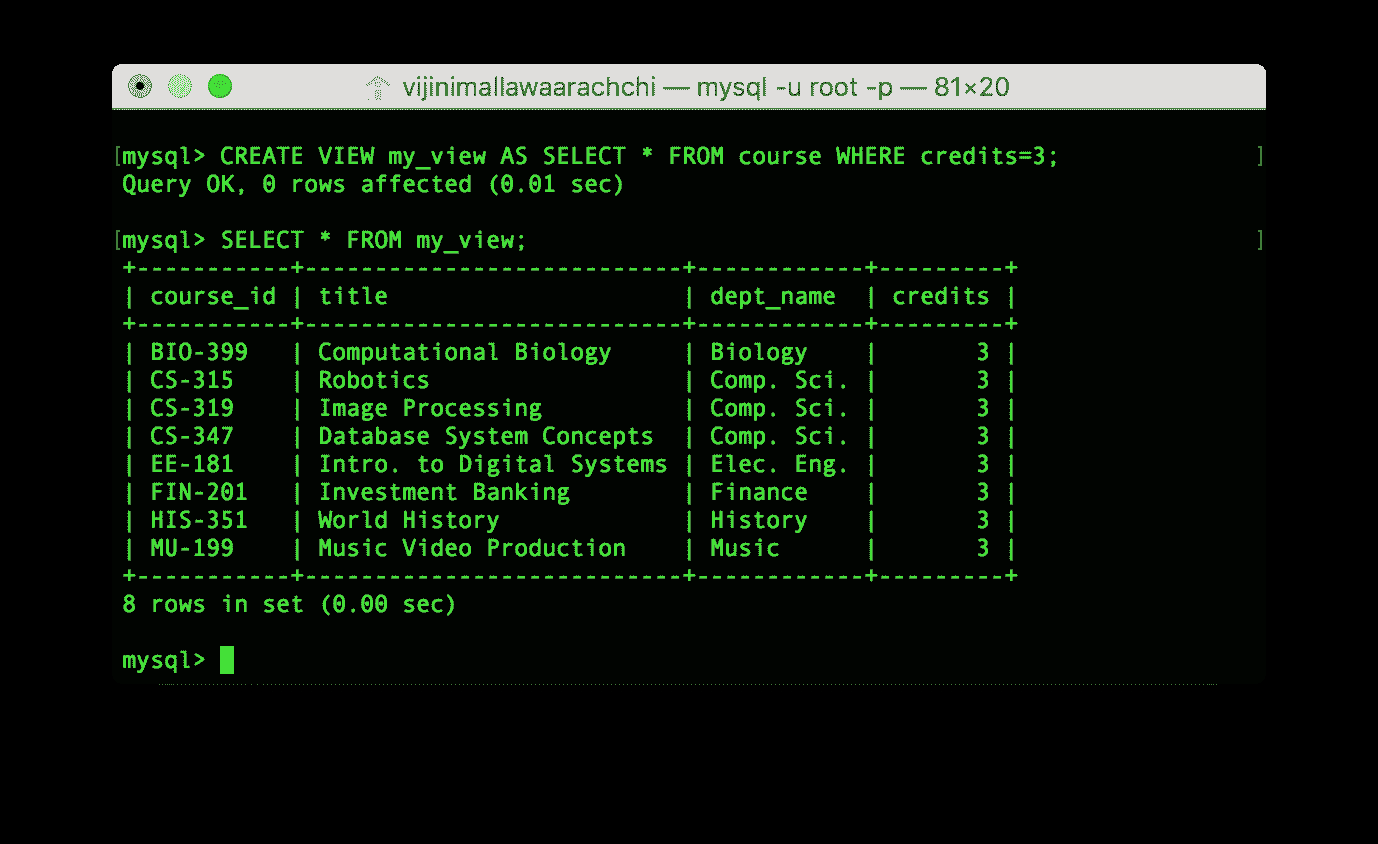 vijinimallawaarachchi — mysql -u root -p — 81×20
[mysql> CREATE VIEW my_view AS SELECT * FROM course WHERE credits=3; ]
Query OK, 0 rows affected (0.01 sec)
[mysql> SELECT * FROM my_view; ]
+-----------+---------------------------+------------+---------+
| course_id | title                     | dept_name  | credits |
+-----------+---------------------------+------------+---------+
| BIO-399   | Computational Biology     | Biology    |       3 |
| CS-315    | Robotics                  | Comp. Sci. |       3 |
| CS-319    | Image Processing          | Comp. Sci. |       3 |
| CS-347    | Database System Concepts  | Comp. Sci. |       3 |
| EE-181    | Intro. to Digital Systems | Elec. Eng. |       3 |
| FIN-201   | Investment Banking        | Finance    |       3 |
| HIS-351   | World History             | History    |       3 |
| MU-199    | Music Video Production    | Music      |       3 |
+-----------+---------------------------+------------+---------+
8 rows in set (0.00 sec)
mysql>